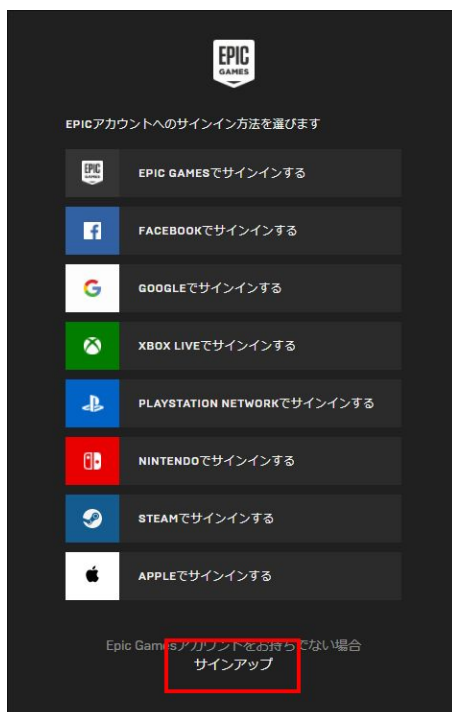 EPIC
GAMES
EPICアカウントへのサインイン方法を選びます
EPIC
GAMES
EPIC GAMESでサインインする
FACEBOOKでサインインする
GOOGLEでサインインする
XBOX LIVEでサインインする
PLAYSTATION NETWORKでサインインする
NINTENDOでサインインする
STEAMでサインインする
APPLEでサインインする
Epic Gamesアカウントをお持ちでない場合
サインアップ